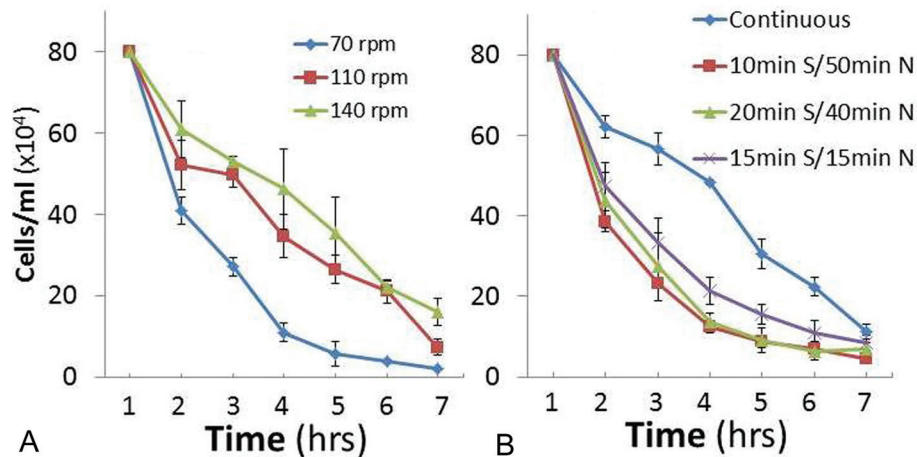 Cells/ml (x10⁴)
80
60
40
20
0
70 rpm
110 rpm
140 rpm
1 2 3 4 5 6 7
Time (hrs)
A
80
60
40
20
0
Continuous
10min S/50min N
20min S/40min N
15min S/15min N
1 2 3 4 5 6 7
Time (hrs)
B